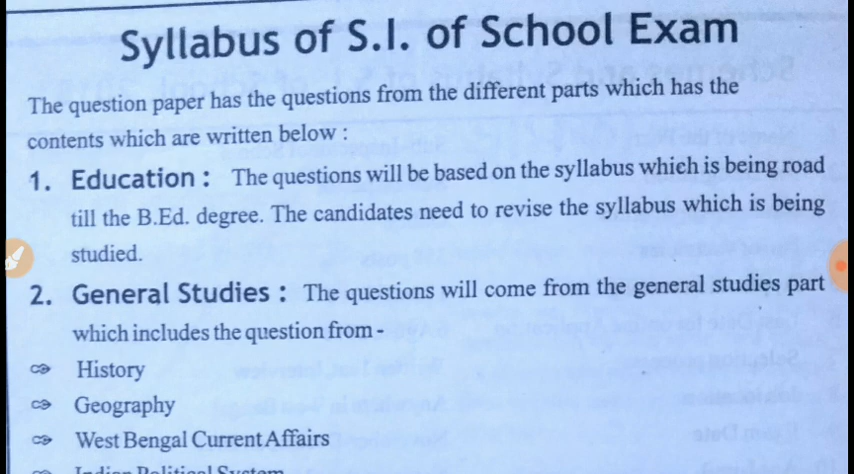 Syllabus of S.I. of School Exam
The question paper has the questions from the different parts which has the
contents which are written below :
1. Education : The questions will be based on the syllabus which is being road
till the B.Ed. degree. The candidates need to revise the syllabus which is being
studied.
2. General Studies : The questions will come from the general studies part
which includes the question from -
History
Geography
West Bengal Current Affairs
Indian Political System